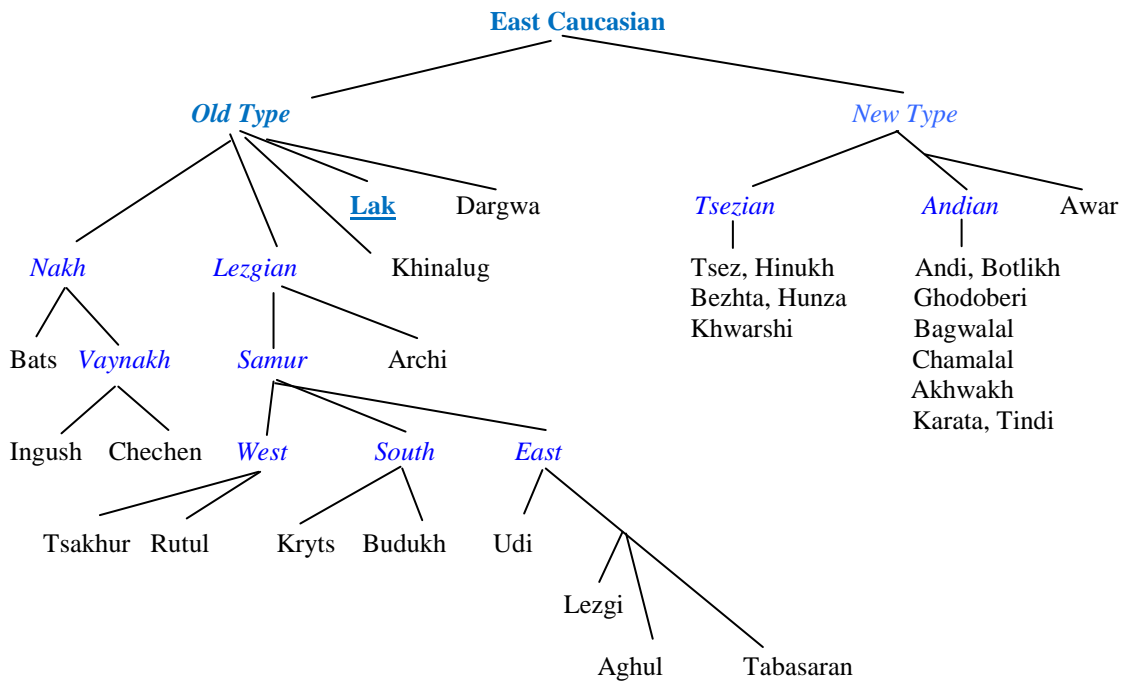 East Caucasian
Old Type
New Type
Lak
Dargwa
Tsezian
Andian
Awar
Nakh
Lezgian
Khinalug
Tsez, Hinukh
Bezhta, Hunza
Khwarshi
Andi, Botlikh
Ghodoberi
Bagwalal
Chamalal
Akhwakh
Karata, Tindi
Bats
Vaynakh
Samur
Archi
Ingush
Chechen
West
South
East
Tsakhur
Rutul
Kryts
Budukh
Udi
Lezgi
Aghul
Tabasaran